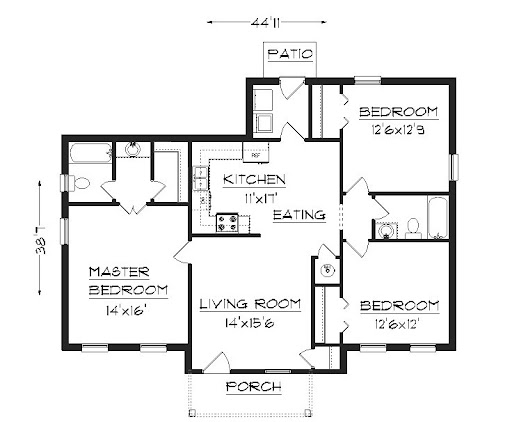 44'11
PATIO
BEDROOM
12'6x12'9
REF
KITCHEN
11'x17'
EATING
38'7
MASTER
BEDROOM
14'x16'
LIVING ROOM
14'x15'6
BEDROOM
12'6x12'
PORCH